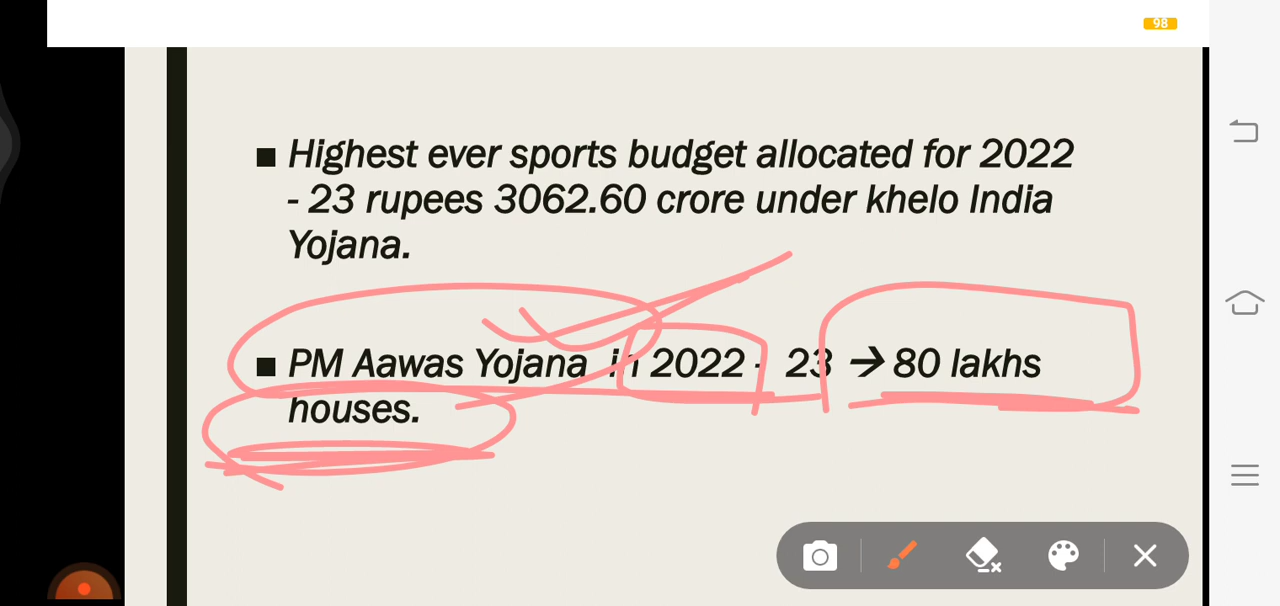 98
■ Highest ever sports budget allocated for 2022
- 23 rupees 3062.60 crore under khelo India
Yojana.
■ PM Aawas Yojana in 2022 - 23 → 80 lakhs
houses.